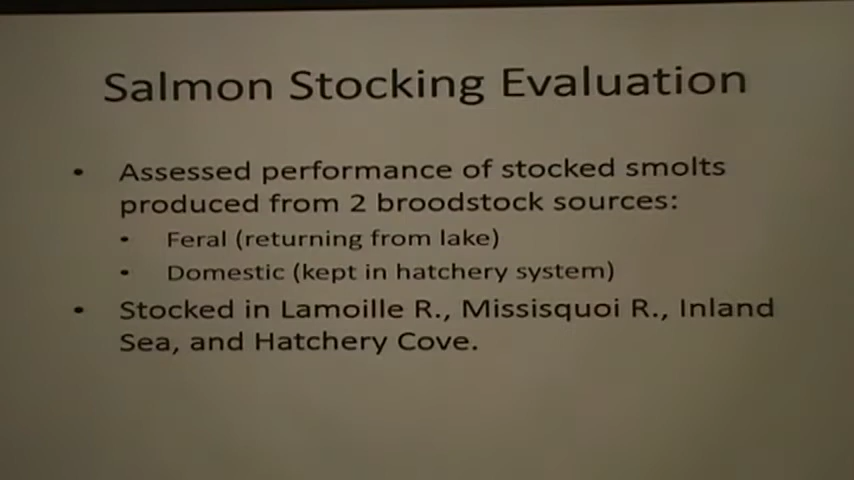 Salmon Stocking Evaluation
• Assessed performance of stocked smolts
produced from 2 broodstock sources:
• Feral (returning from lake)
• Domestic (kept in hatchery system)
• Stocked in Lamoille R., Missisquoi R., Inland
Sea, and Hatchery Cove.